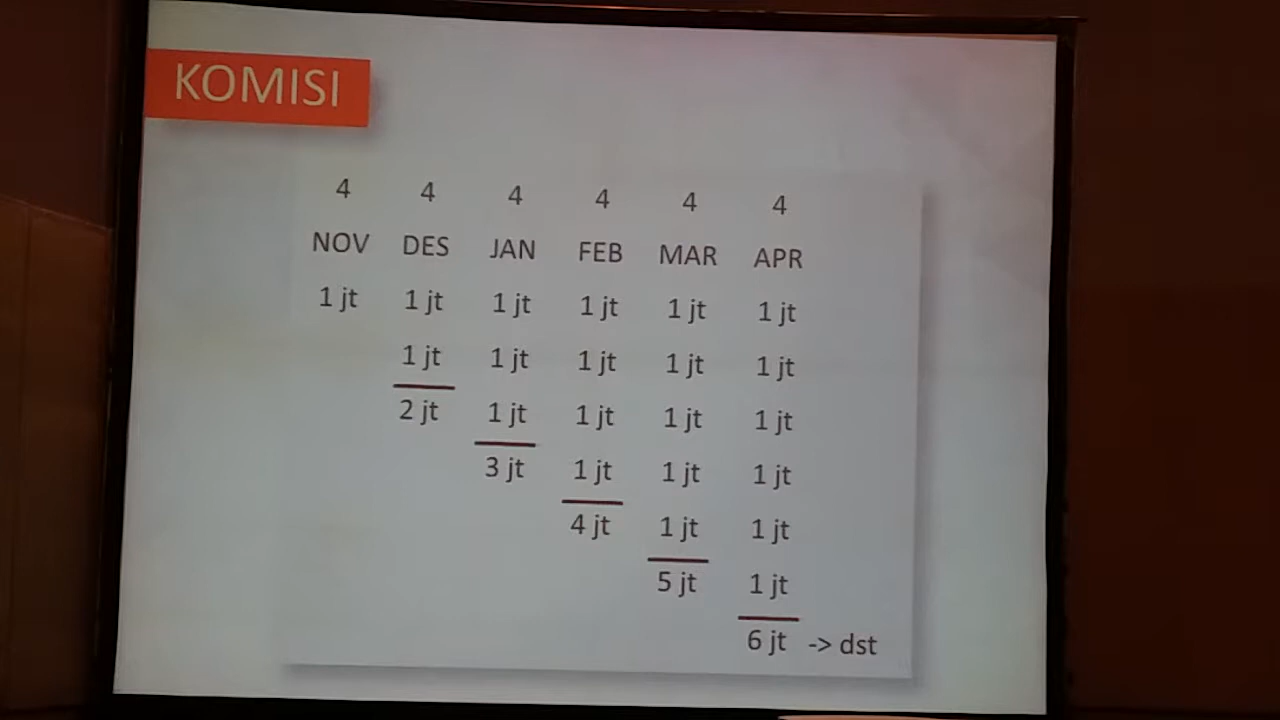 KOMISI
4 4 4 4 4 4
NOV DES JAN FEB MAR APR
1 jt 1 jt 1 jt 1 jt 1 jt 1 jt
1 jt 1 jt 1 jt 1 jt 1 jt
2 jt 1 jt 1 jt 1 jt 1 jt
3 jt 1 jt 1 jt 1 jt
4 jt 1 jt 1 jt
5 jt 1 jt
6 jt -> dst